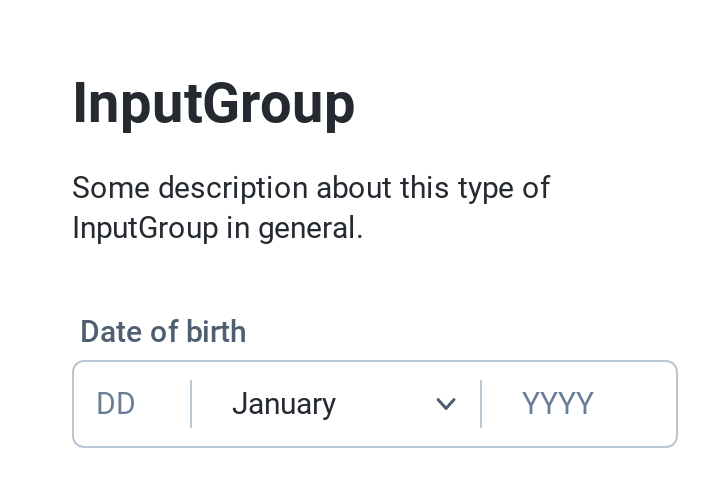 InputGroup
Some description about this type of
InputGroup in general.
Date of birth
DD January YYYY